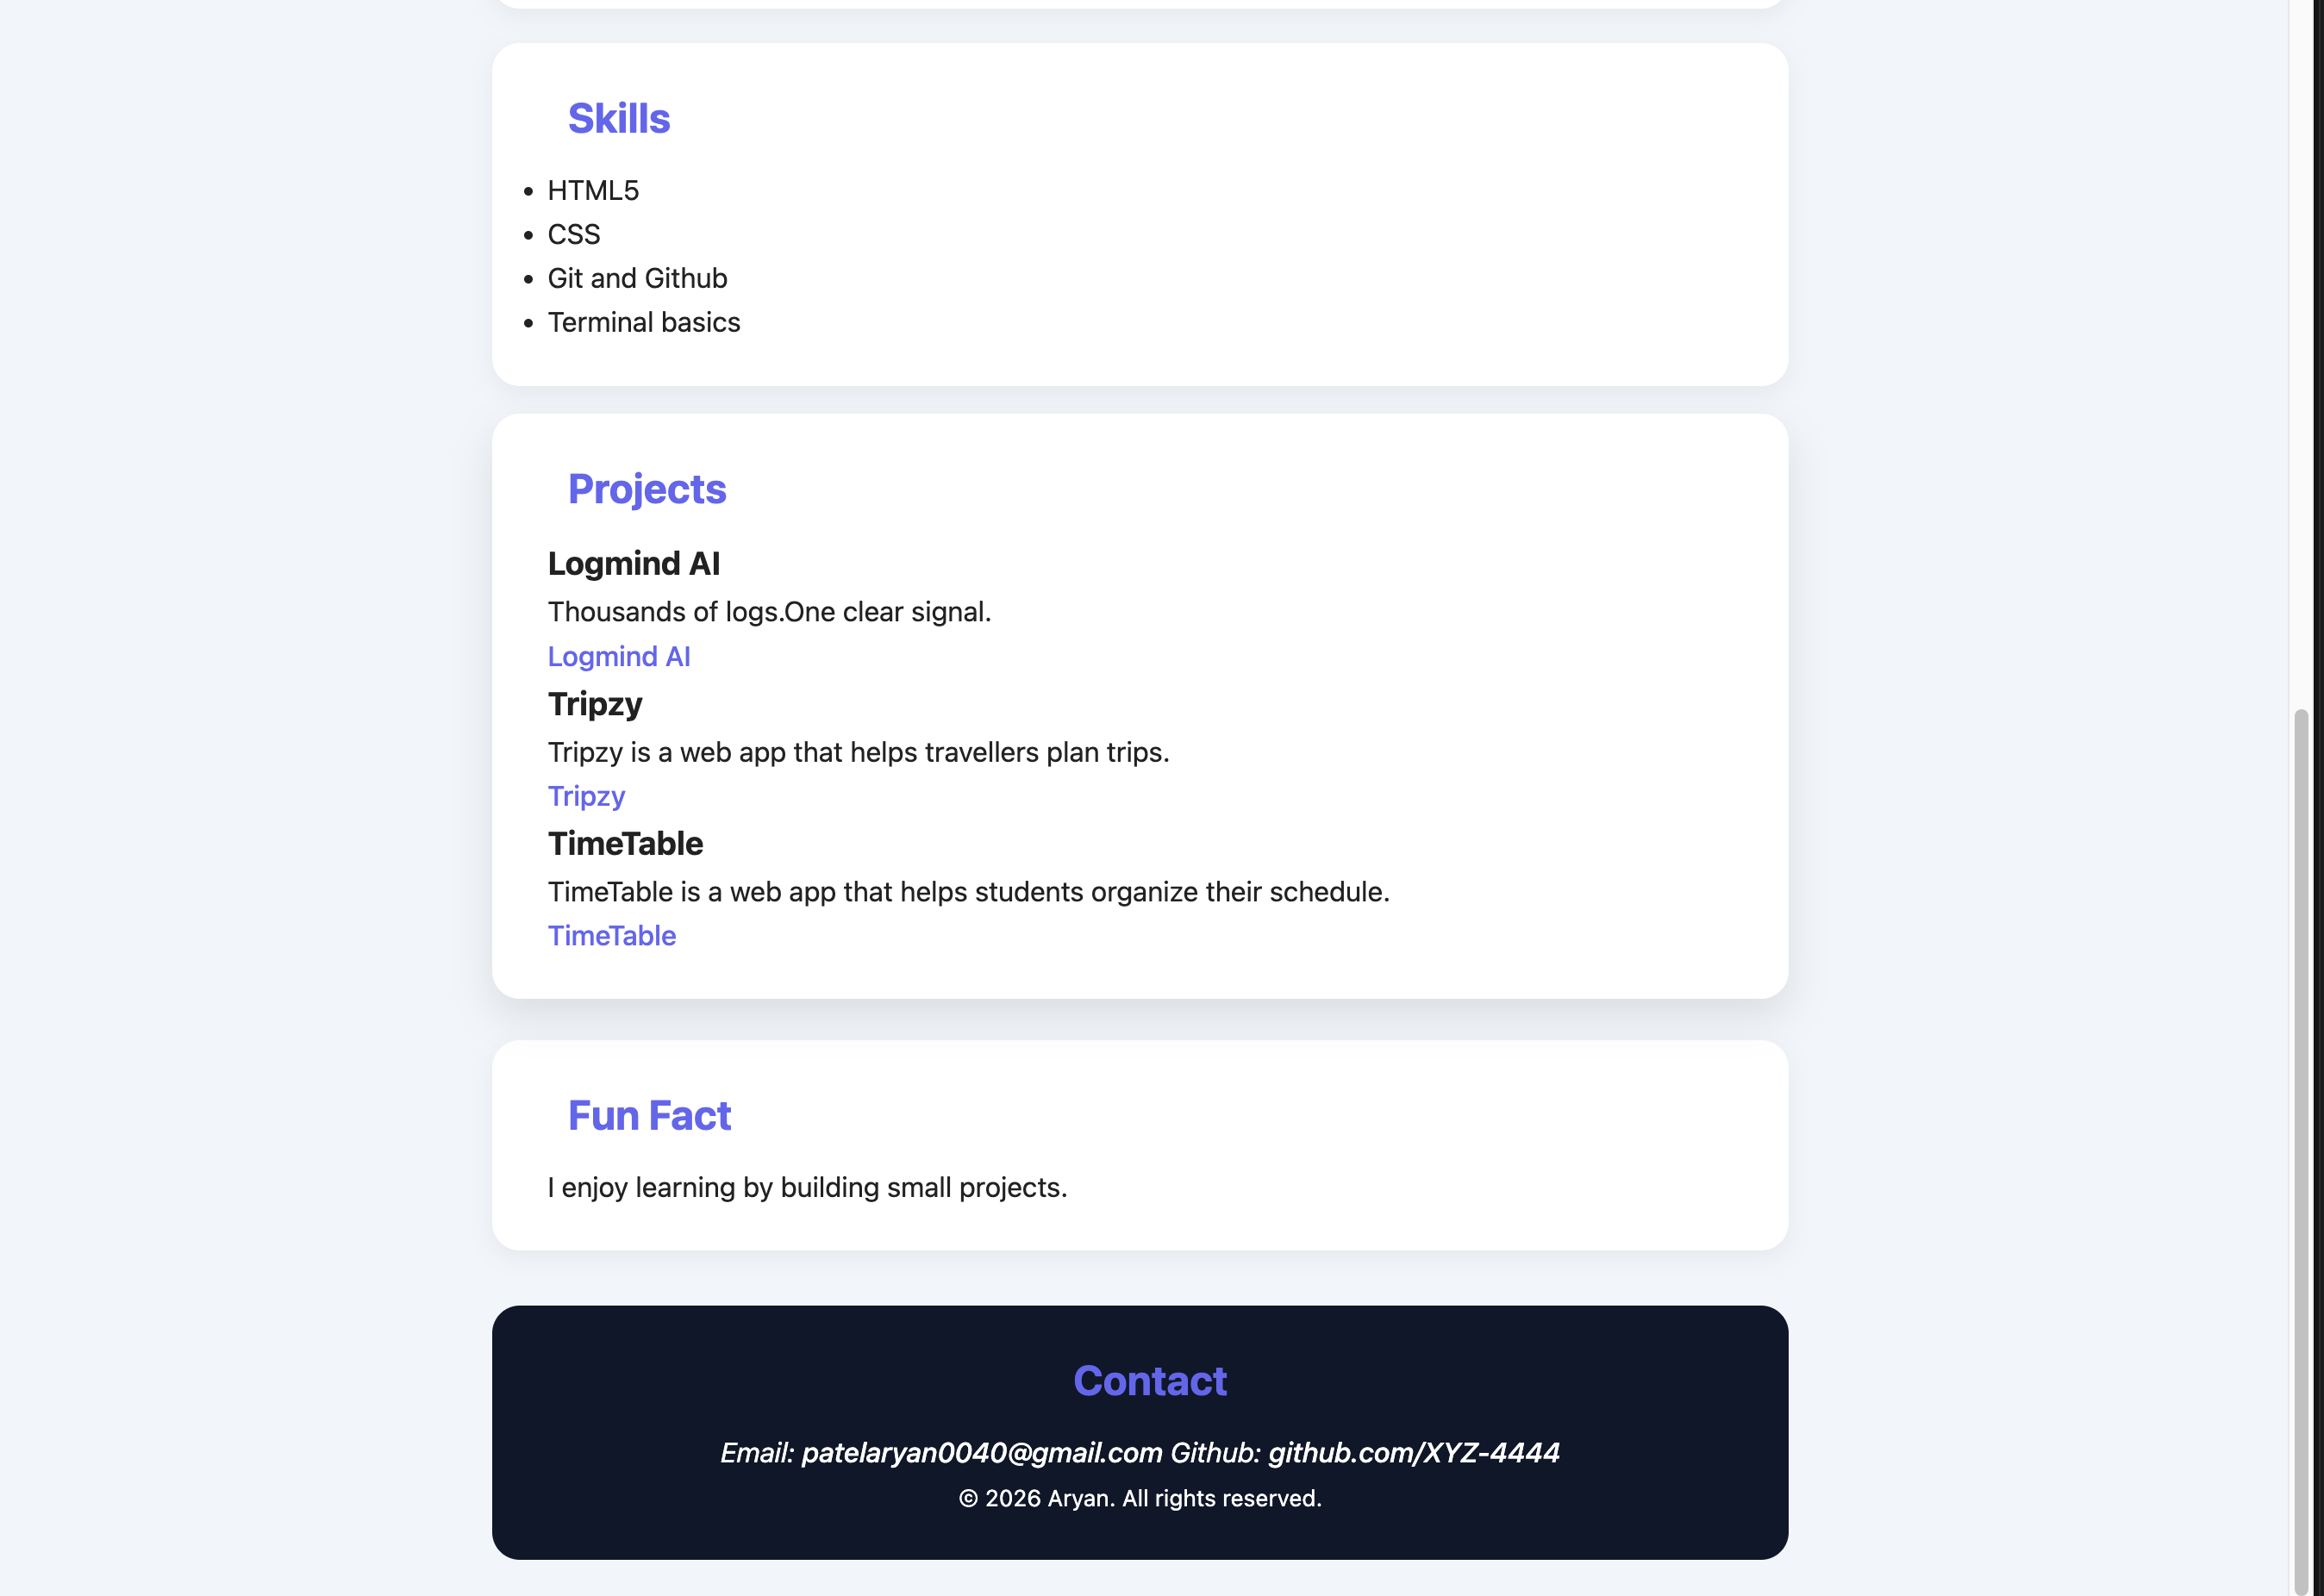 Skills
HTML5
CSS
Git and Github
Terminal basics
Projects
Logmind AI
Thousands of logs.One clear signal.
Logmind AI
Tripzy
Tripzy is a web app that helps travellers plan trips.
Tripzy
TimeTable
TimeTable is a web app that helps students organize their schedule.
TimeTable
Fun Fact
I enjoy learning by building small projects.
Contact
Email: patelaryan0040@gmail.com Github: github.com/XYZ-4444
© 2026 Aryan. All rights reserved.